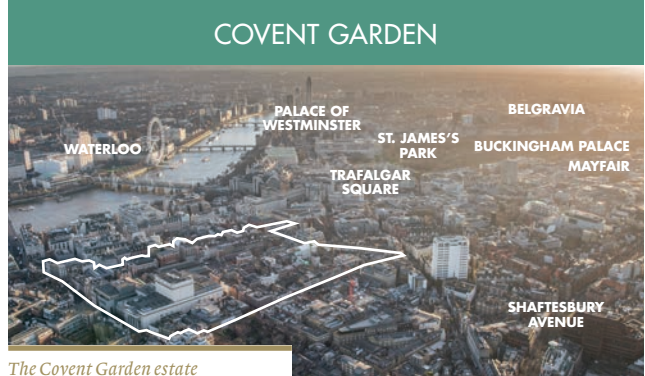 COVENT GARDEN
PALACE OF
WESTMINSTER
BELGRAVIA
WATERLOO
ST. JAMES'S
PARK
BUCKINGHAM PALACE
MAYFAIR
TRAFALGAR
SQUARE
SHAFTESBURY
AVENUE
The Covent Garden estate